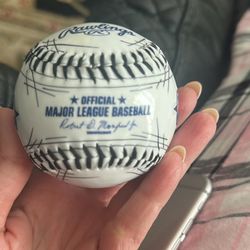 Rawlings
★ OFFICIAL ★
MAJOR LEAGUE BASEBALL
Robert D. Manfred Jr.